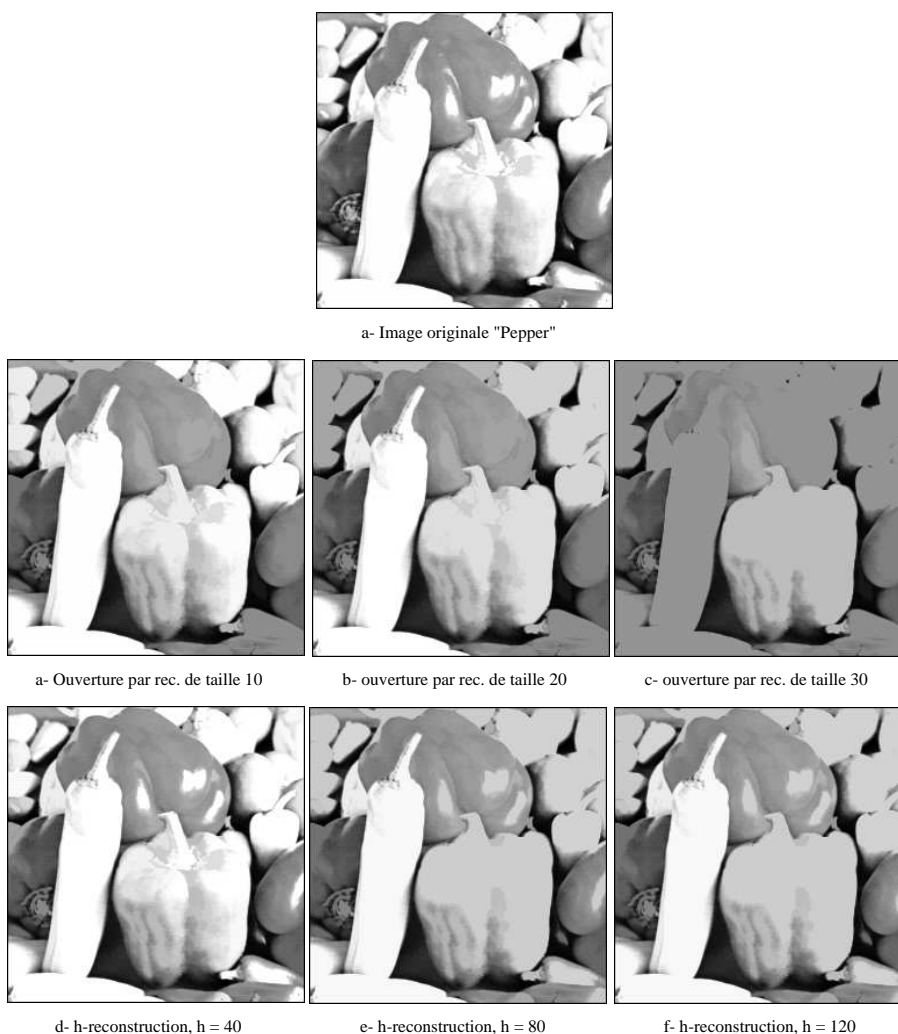 a- Image originale "Pepper"
a- Ouverture par rec. de taille 10
b- ouverture par rec. de taille 20
c- ouverture par rec. de taille 30
d- h-reconstruction, h = 40
e- h-reconstruction, h = 80
f- h-reconstruction, h = 120